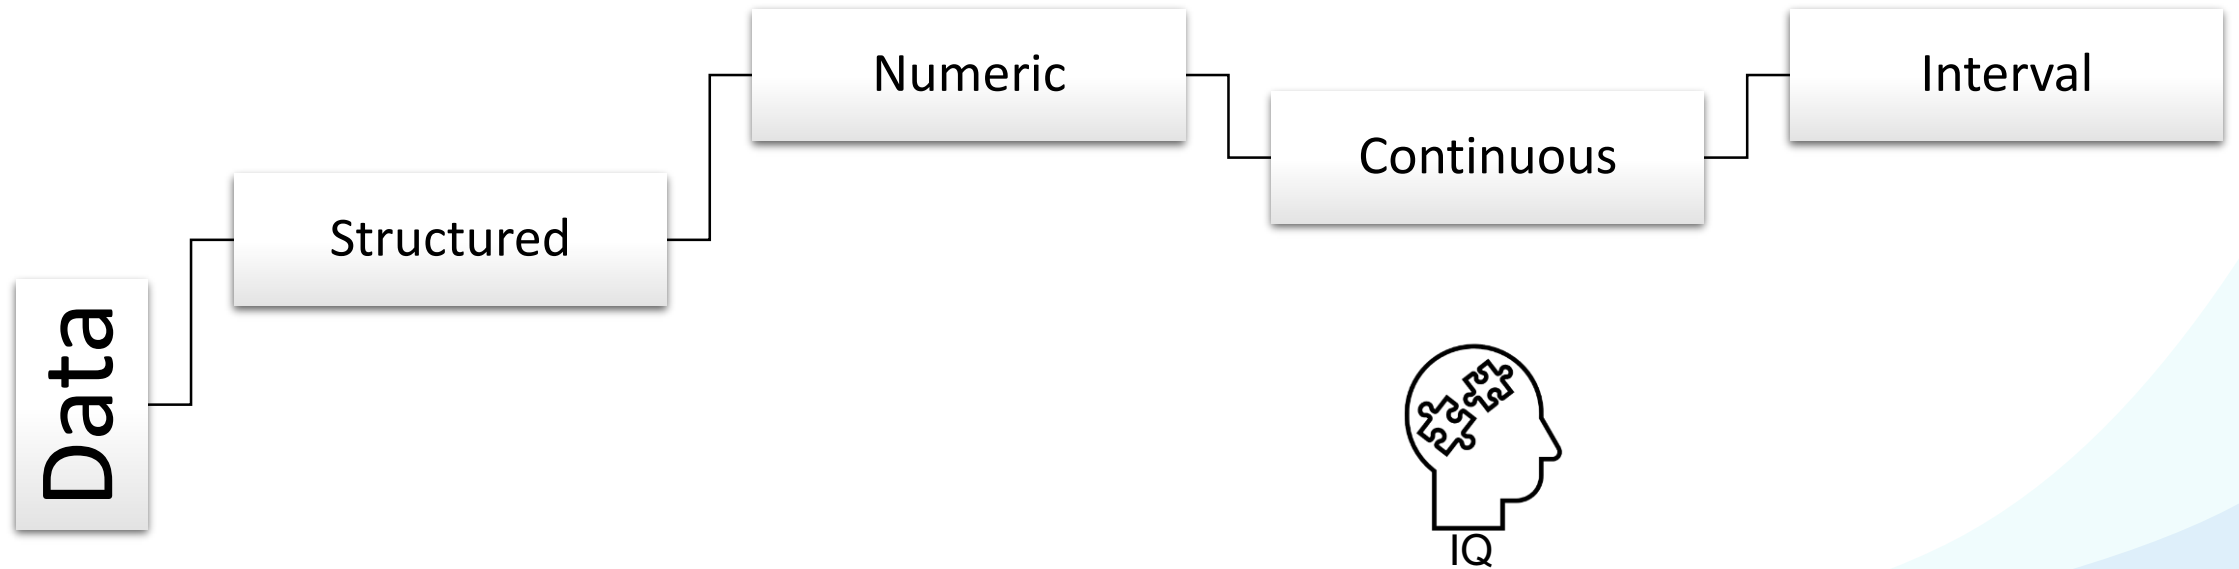 Data
Structured
Numeric
Continuous
Interval
IQ